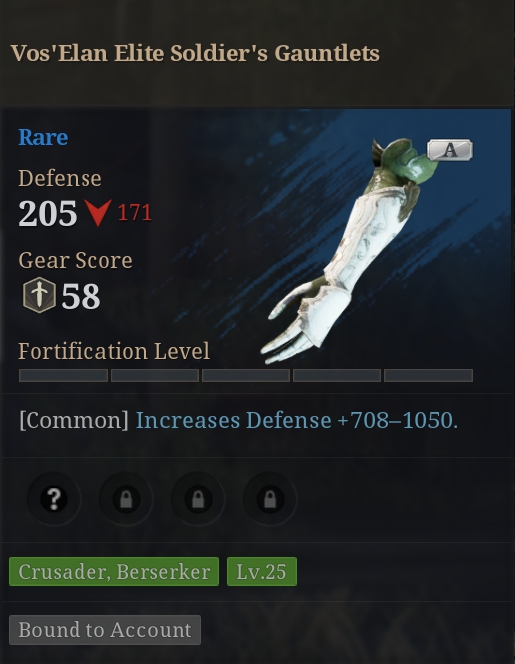 Vos'Elan Elite Soldier's Gauntlets
Rare
A
Defense
205 171
Gear Score
58
Fortification Level
[Common] Increases Defense +708–1050.
?
Crusader, Berserker Lv.25
Bound to Account